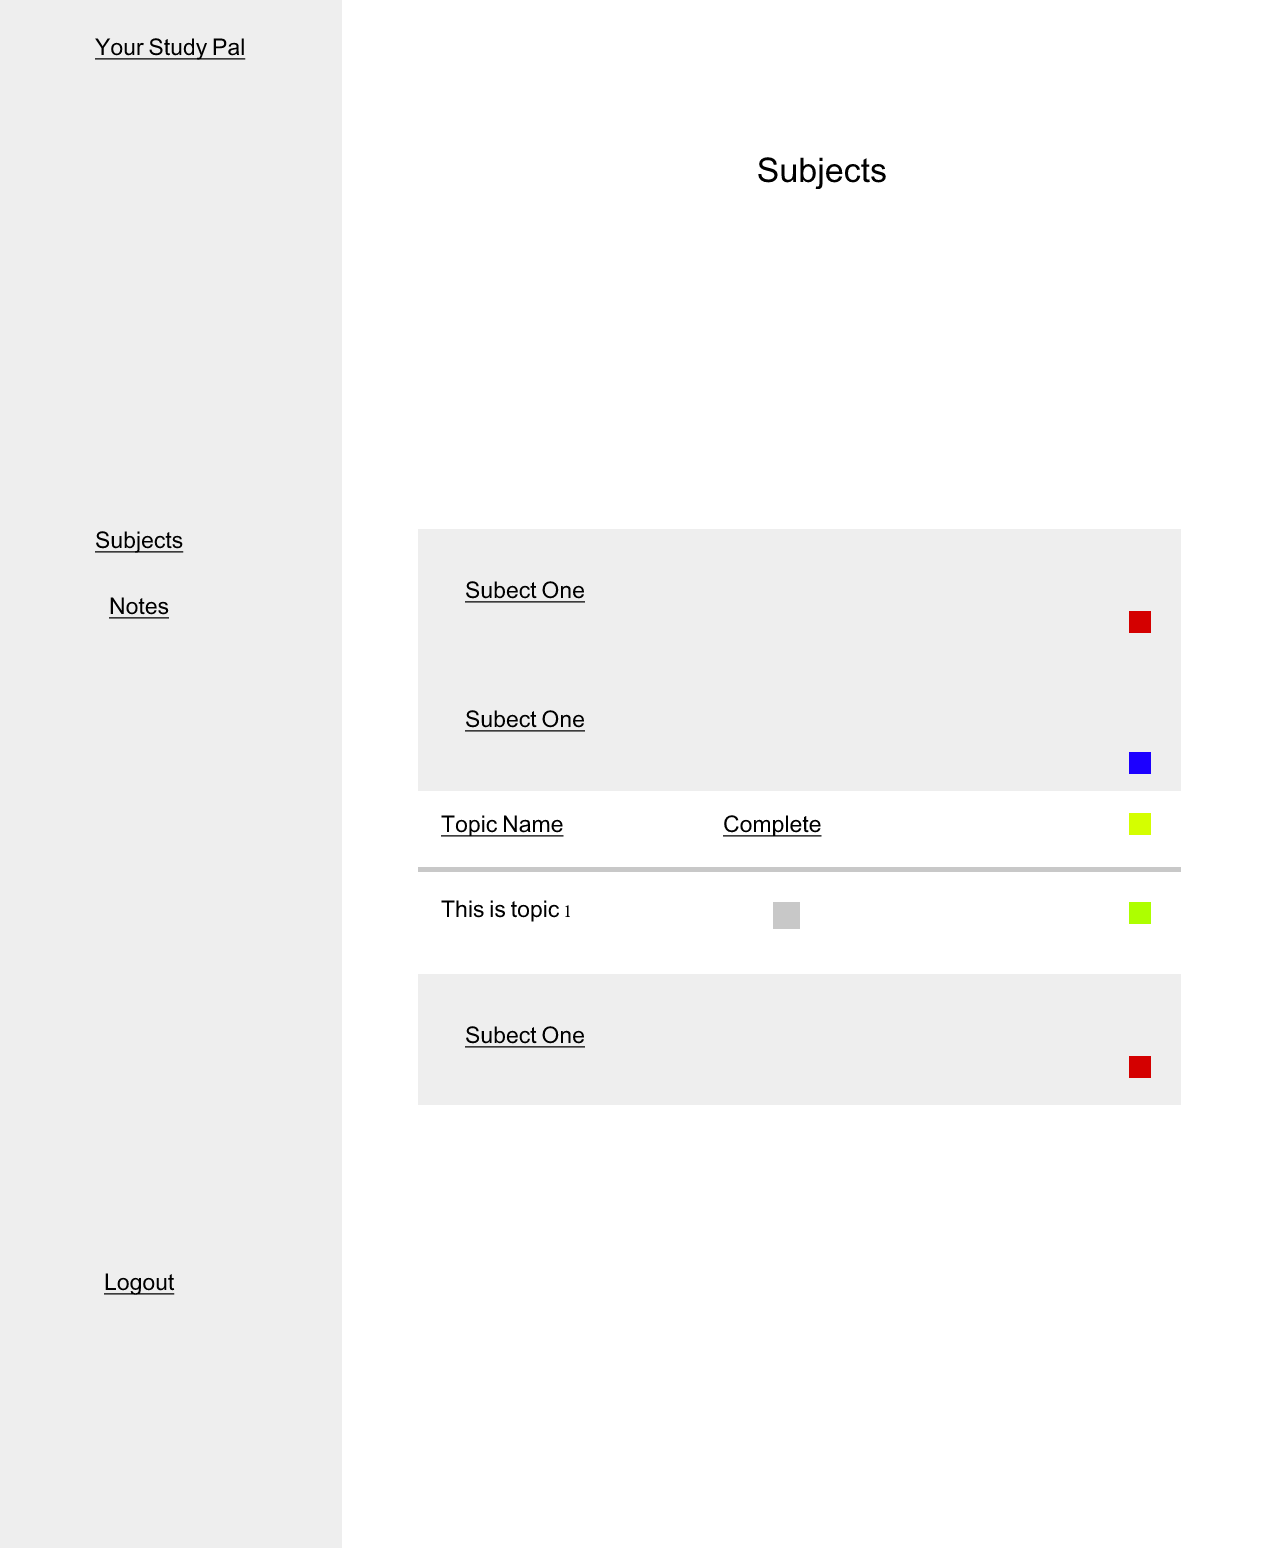 Your Study Pal
Subjects
Notes
Logout
Subjects
Subect One
Subect One
Topic Name Complete
This is topic 1
Subect One